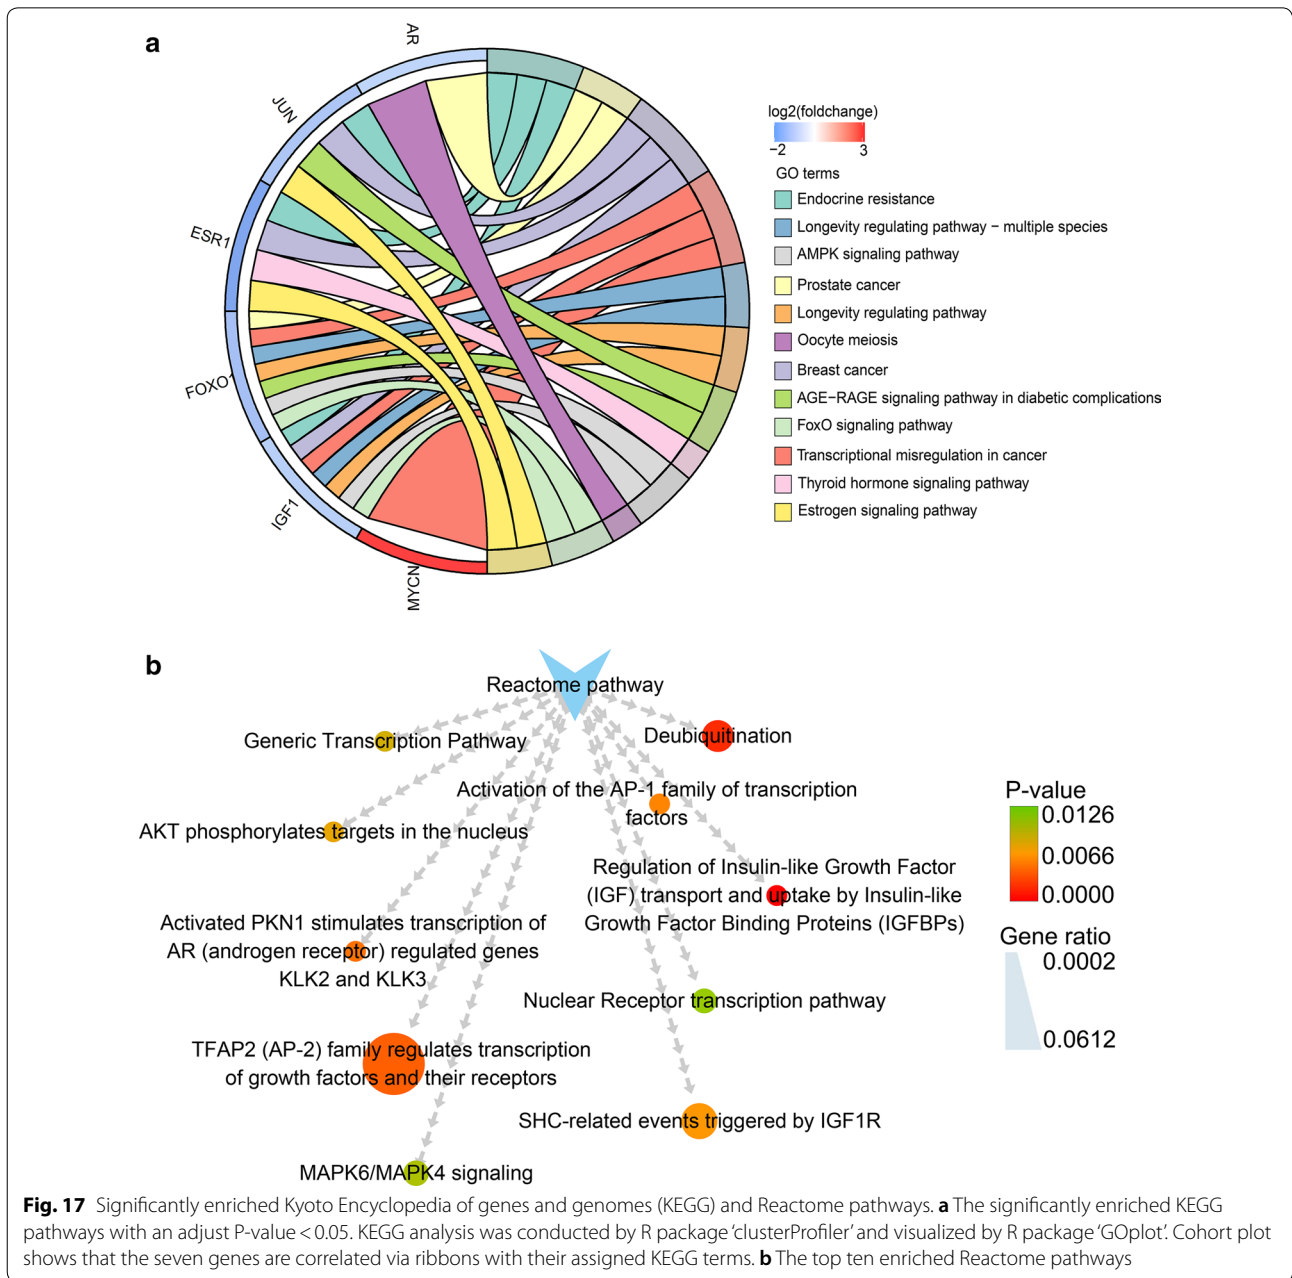 a
AR
JUN
ESR1
FOXO1
IGF1
MYCN
log2(foldchange)
−2 3
GO terms
Endocrine resistance
Longevity regulating pathway − multiple species
AMPK signaling pathway
Prostate cancer
Longevity regulating pathway
Oocyte meiosis
Breast cancer
AGE−RAGE signaling pathway in diabetic complications
FoxO signaling pathway
Transcriptional misregulation in cancer
Thyroid hormone signaling pathway
Estrogen signaling pathway
b
Reactome pathway
Generic Transcription Pathway
Deubiquitination
Activation of the AP-1 family of transcription
factors
AKT phosphorylates targets in the nucleus
Regulation of Insulin-like Growth Factor
(IGF) transport and uptake by Insulin-like
Growth Factor Binding Proteins (IGFBPs)
Activated PKN1 stimulates transcription of
AR (androgen receptor) regulated genes
KLK2 and KLK3
Nuclear Receptor transcription pathway
TFAP2 (AP-2) family regulates transcription
of growth factors and their receptors
SHC-related events triggered by IGF1R
MAPK6/MAPK4 signaling
P-value
0.0126
0.0066
0.0000
Gene ratio
0.0002
0.0612
Fig. 17 Significantly enriched Kyoto Encyclopedia of genes and genomes (KEGG) and Reactome pathways. a The significantly enriched KEGG
pathways with an adjust P-value < 0.05. KEGG analysis was conducted by R package ‘clusterProfiler’ and visualized by R package ‘GOplot’. Cohort plot
shows that the seven genes are correlated via ribbons with their assigned KEGG terms. b The top ten enriched Reactome pathways